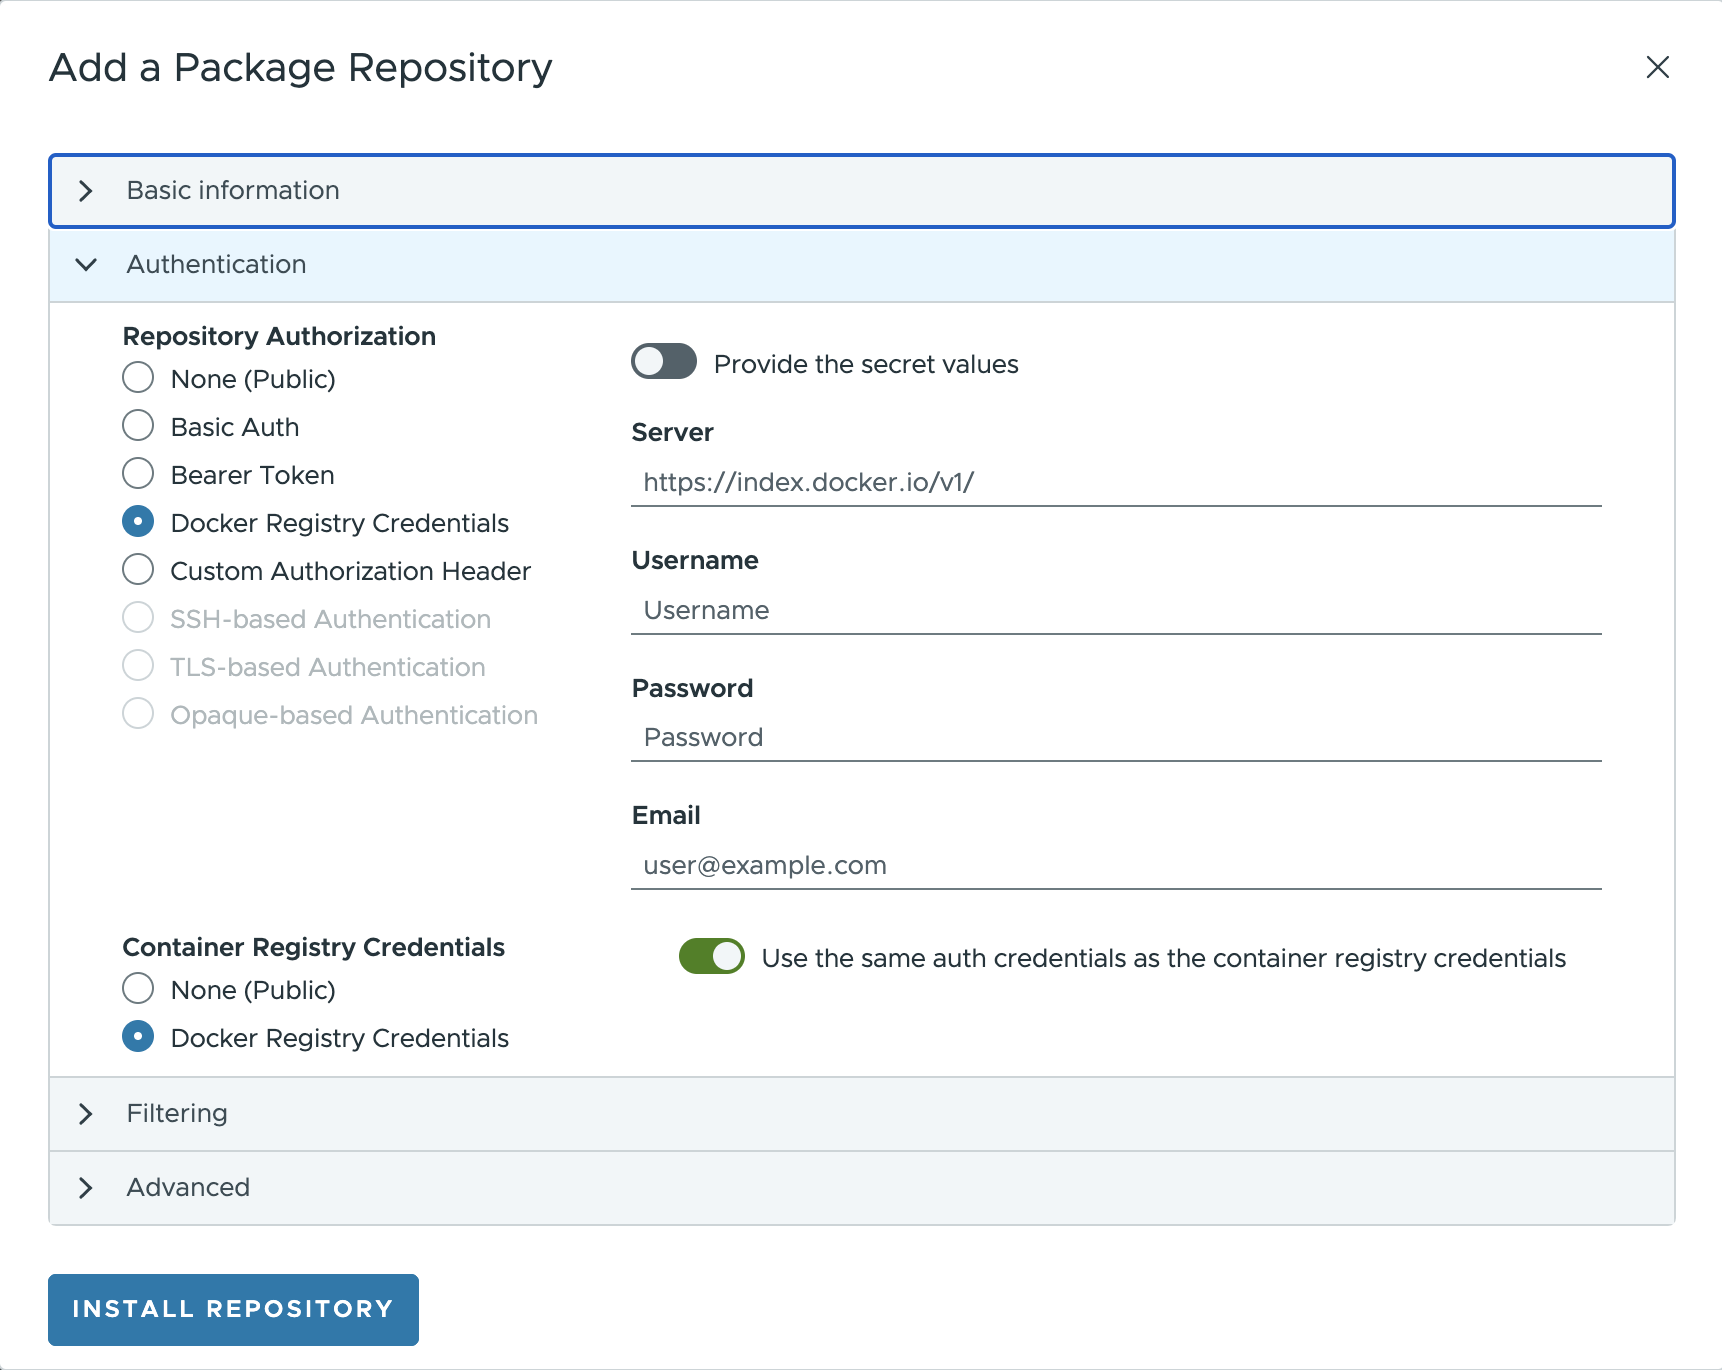 Add a Package Repository
Basic information
Authentication
Repository Authorization
None (Public)
Basic Auth
Bearer Token
Docker Registry Credentials
Custom Authorization Header
SSH-based Authentication
TLS-based Authentication
Opaque-based Authentication
Provide the secret values
Server
https://index.docker.io/v1/
Username
Username
Password
Password
Email
user@example.com
Container Registry Credentials
None (Public)
Docker Registry Credentials
Use the same auth credentials as the container registry credentials
Filtering
Advanced
INSTALL REPOSITORY